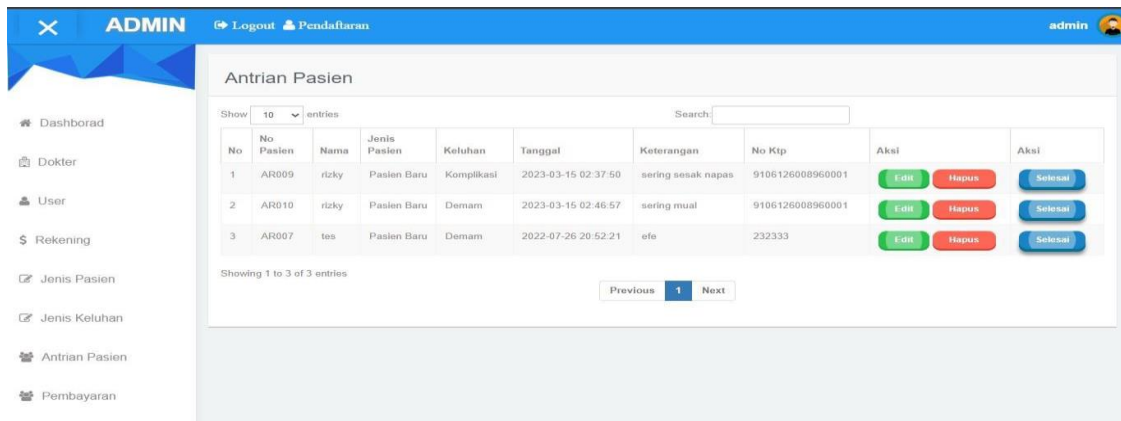 ADMIN
Logout Pendaftaran
admin
Dashborad
Dokter
User
$ Rekening
Jenis Pasien
Jenis Keluhan
Antrian Pasien
Pembayaran
Antrian Pasien
Show 10 entries
Search:
No No Pasien Nama Jenis Pasien Keluhan Tanggal Keterangan No Ktp Aksi Aksi
1 AR009 rizky Pasien Baru Komplikasi 2023-03-15 02:37:50 sering sesak napas 9106126008960001 Edit Hapus Selesai
2 AR010 rizky Pasien Baru Demam 2023-03-15 02:46:57 sering mual 9106126008960001 Edit Hapus Selesai
3 AR007 tes Pasien Baru Demam 2022-07-26 20:52:21 efe 232333 Edit Hapus Selesai
Showing 1 to 3 of 3 entries
Previous 1 Next